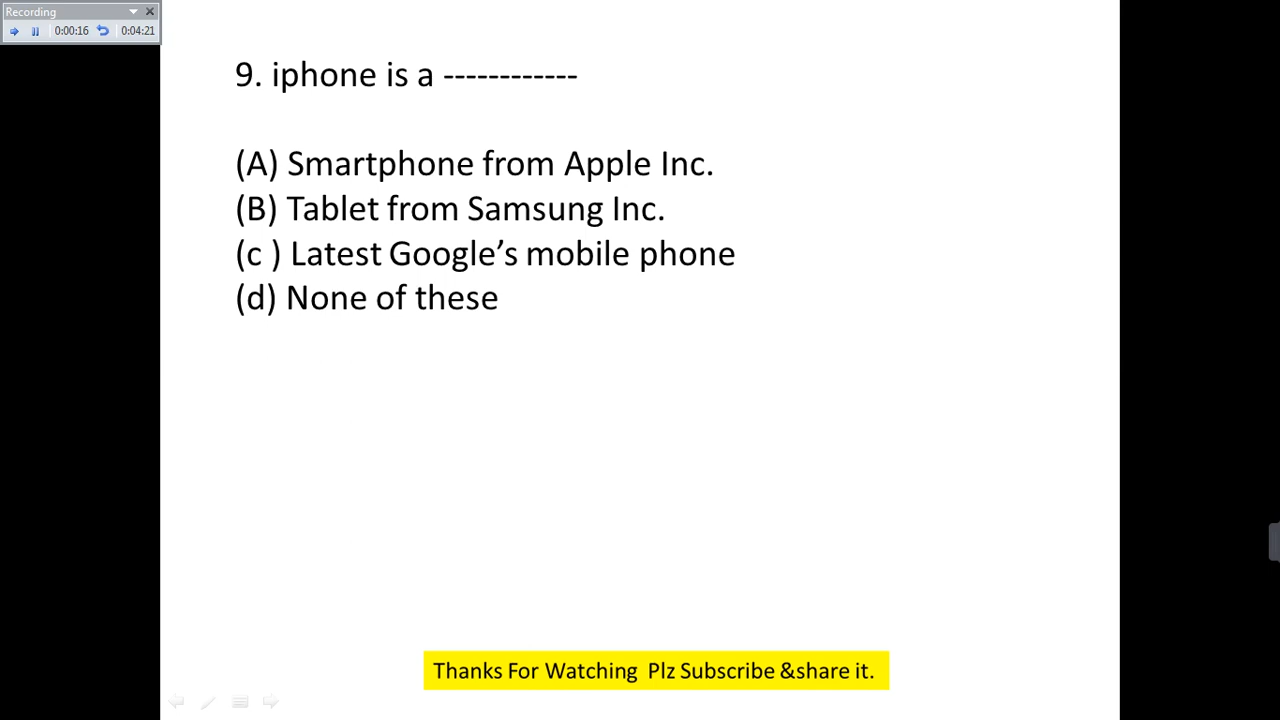 Recording
0:00:16 0:04:21
9. iphone is a ------------
(A) Smartphone from Apple Inc.
(B) Tablet from Samsung Inc.
(c ) Latest Google’s mobile phone
(d) None of these
Thanks For Watching  Plz Subscribe &share it.